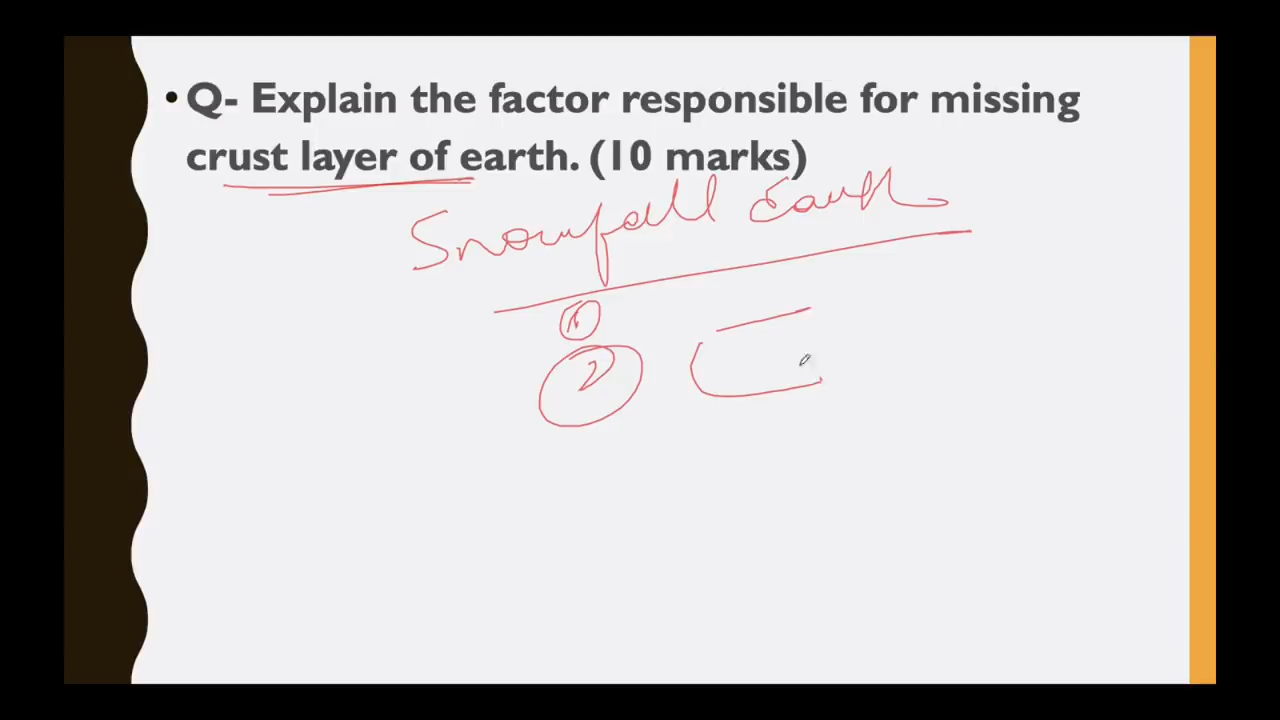 • Q- Explain the factor responsible for missing
crust layer of earth. (10 marks)
Snowfall Earth
1
2